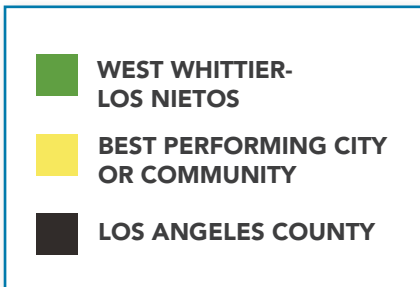 WEST WHITTIER-
LOS NIETOS
BEST PERFORMING CITY
OR COMMUNITY
LOS ANGELES COUNTY